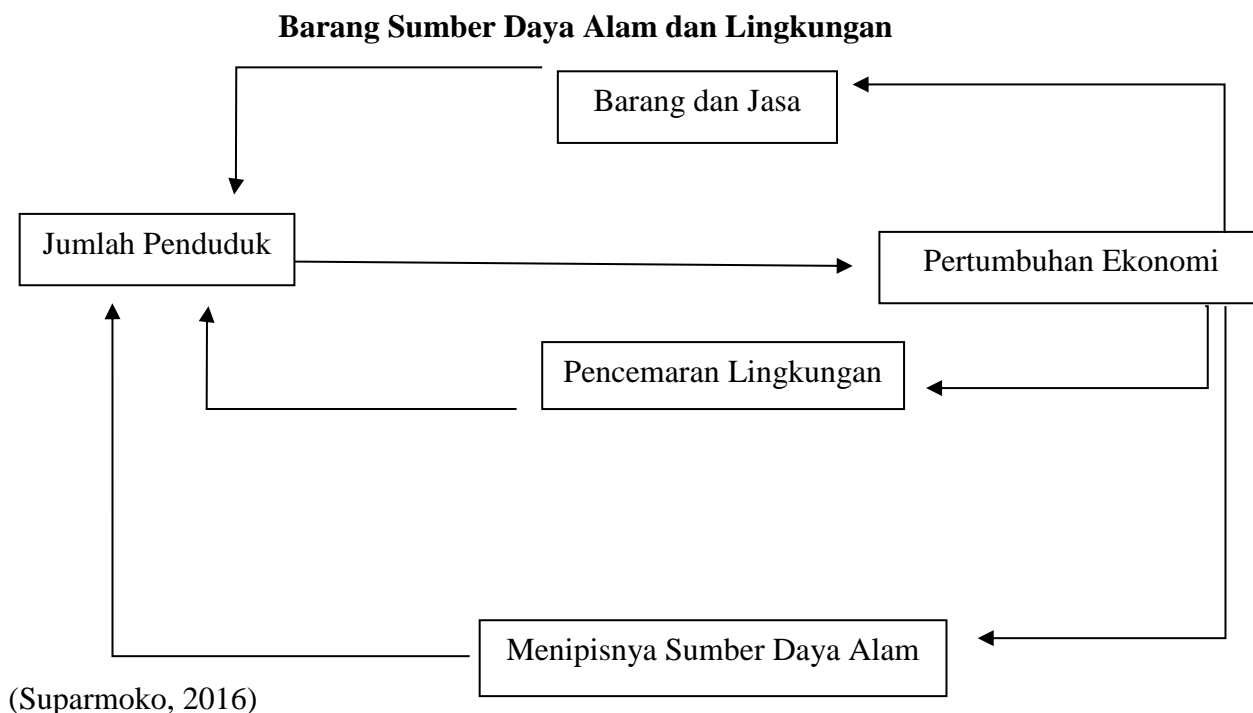 Barang Sumber Daya Alam dan Lingkungan
Barang dan Jasa
Jumlah Penduduk
Pertumbuhan Ekonomi
Pencemaran Lingkungan
Menipisnya Sumber Daya Alam
(Suparmoko, 2016)